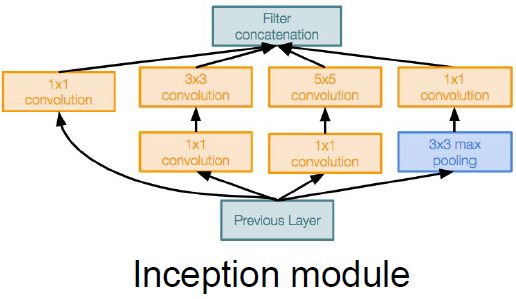 Filter
concatenation
1x1
convolution
3x3
convolution
5x5
convolution
1x1
convolution
1x1
convolution
1x1
convolution
3x3 max
pooling
Previous Layer
Inception module